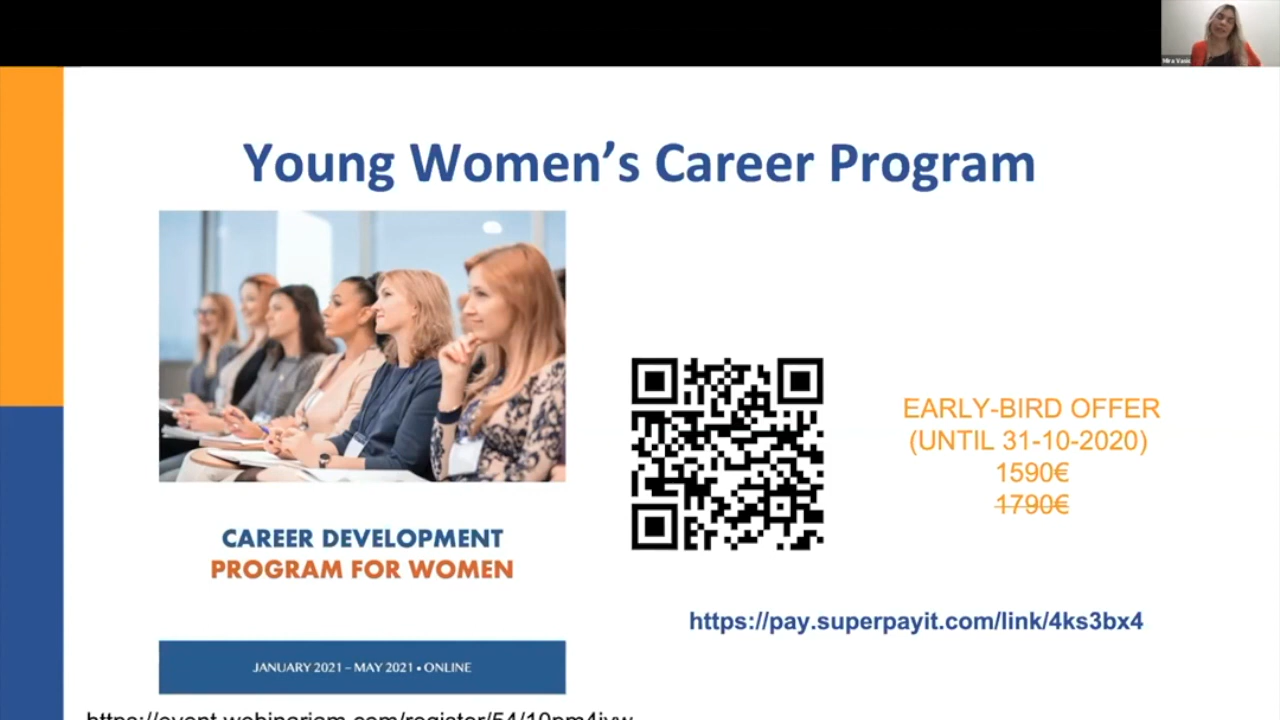 Young Women’s Career Program
EARLY-BIRD OFFER
(UNTIL 31-10-2020)
1590€
1790€
CAREER DEVELOPMENT
PROGRAM FOR WOMEN
https://pay.superpayit.com/link/4ks3bx4
JANUARY 2021 – MAY 2021 • ONLINE